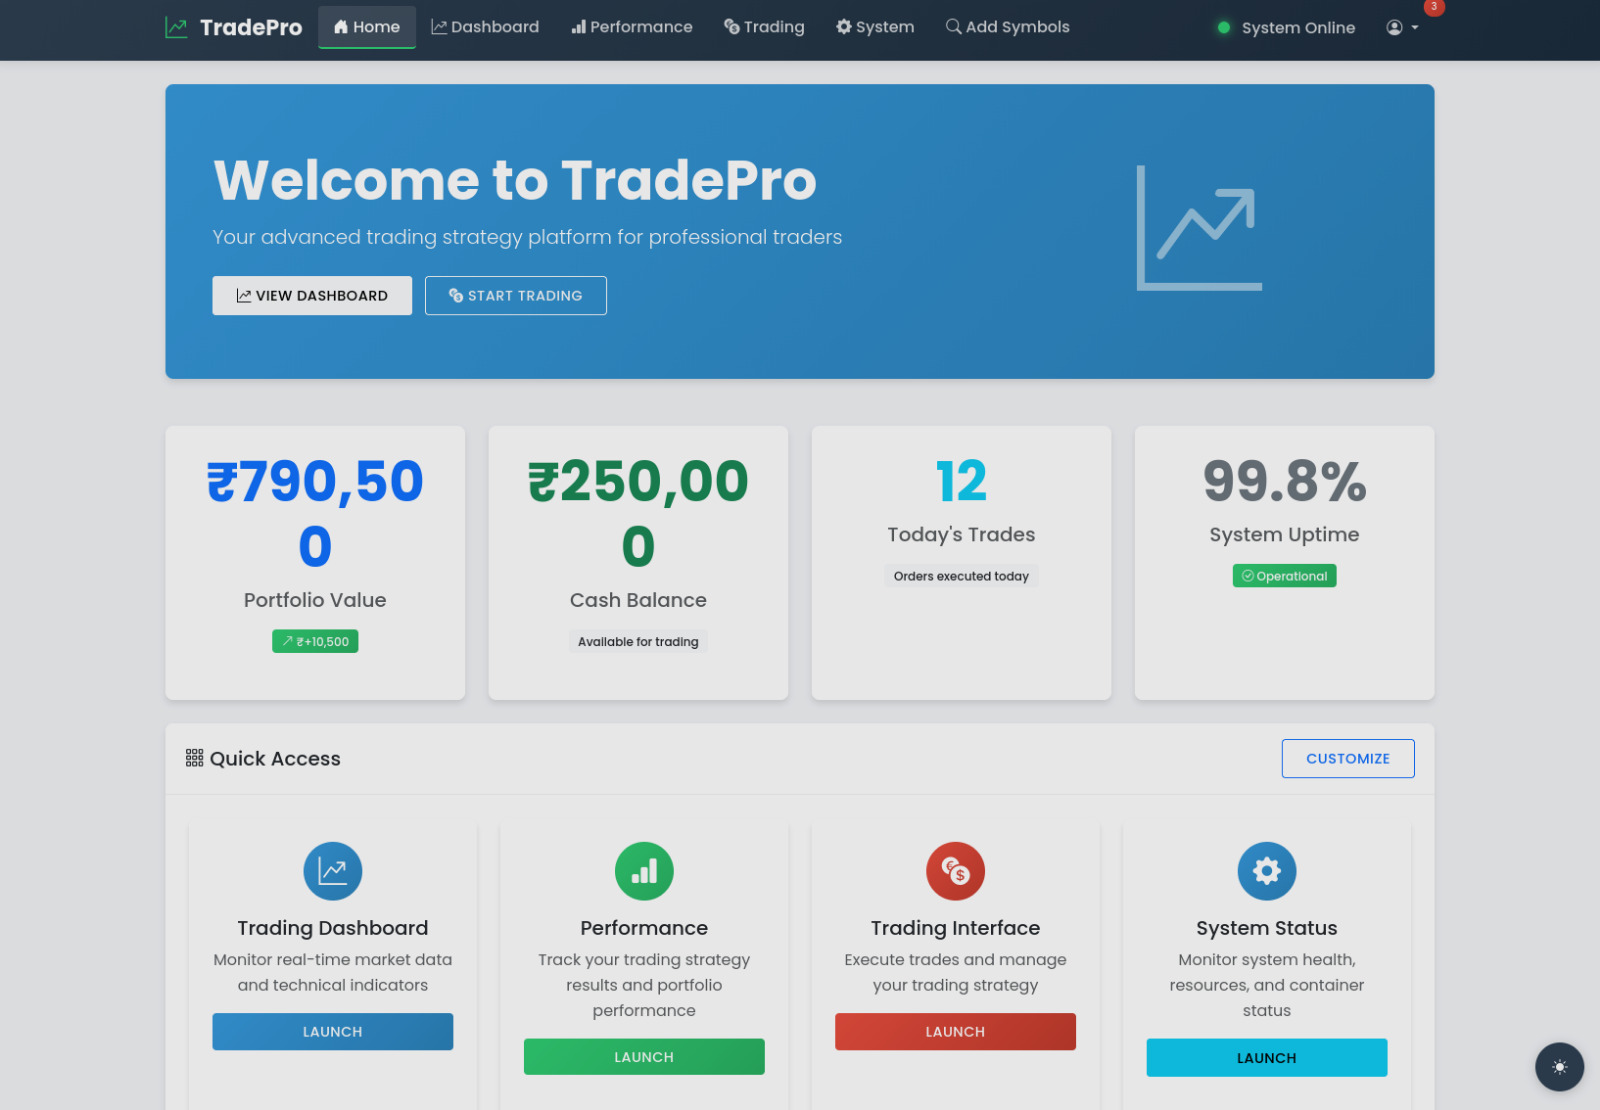 TradePro
Home
Dashboard
Performance
Trading
System
Add Symbols
System Online
3
Welcome to TradePro
Your advanced trading strategy platform for professional traders
VIEW DASHBOARD
START TRADING
₹790,50
0
Portfolio Value
₹+10,500
₹250,00
0
Cash Balance
Available for trading
12
Today's Trades
Orders executed today
99.8%
System Uptime
Operational
Quick Access
CUSTOMIZE
Trading Dashboard
Monitor real-time market data
and technical indicators
LAUNCH
Performance
Track your trading strategy
results and portfolio
performance
LAUNCH
Trading Interface
Execute trades and manage
your trading strategy
LAUNCH
System Status
Monitor system health,
resources, and container
status
LAUNCH